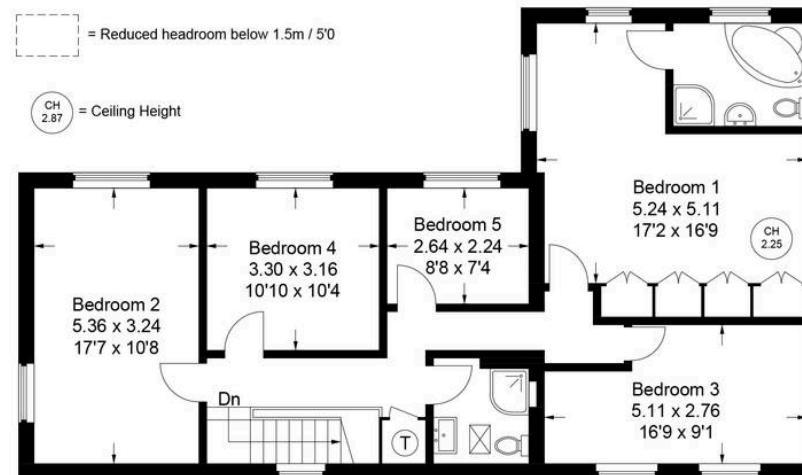 = Reduced headroom below 1.5m / 5'0
CH
2.87
= Ceiling Height
Bedroom 1
5.24 x 5.11
17'2 x 16'9
CH
2.25
Bedroom 5
2.64 x 2.24
8'8 x 7'4
Bedroom 4
3.30 x 3.16
10'10 x 10'4
Bedroom 2
5.36 x 3.24
17'7 x 10'8
Bedroom 3
5.11 x 2.76
16'9 x 9'1
Dn
T